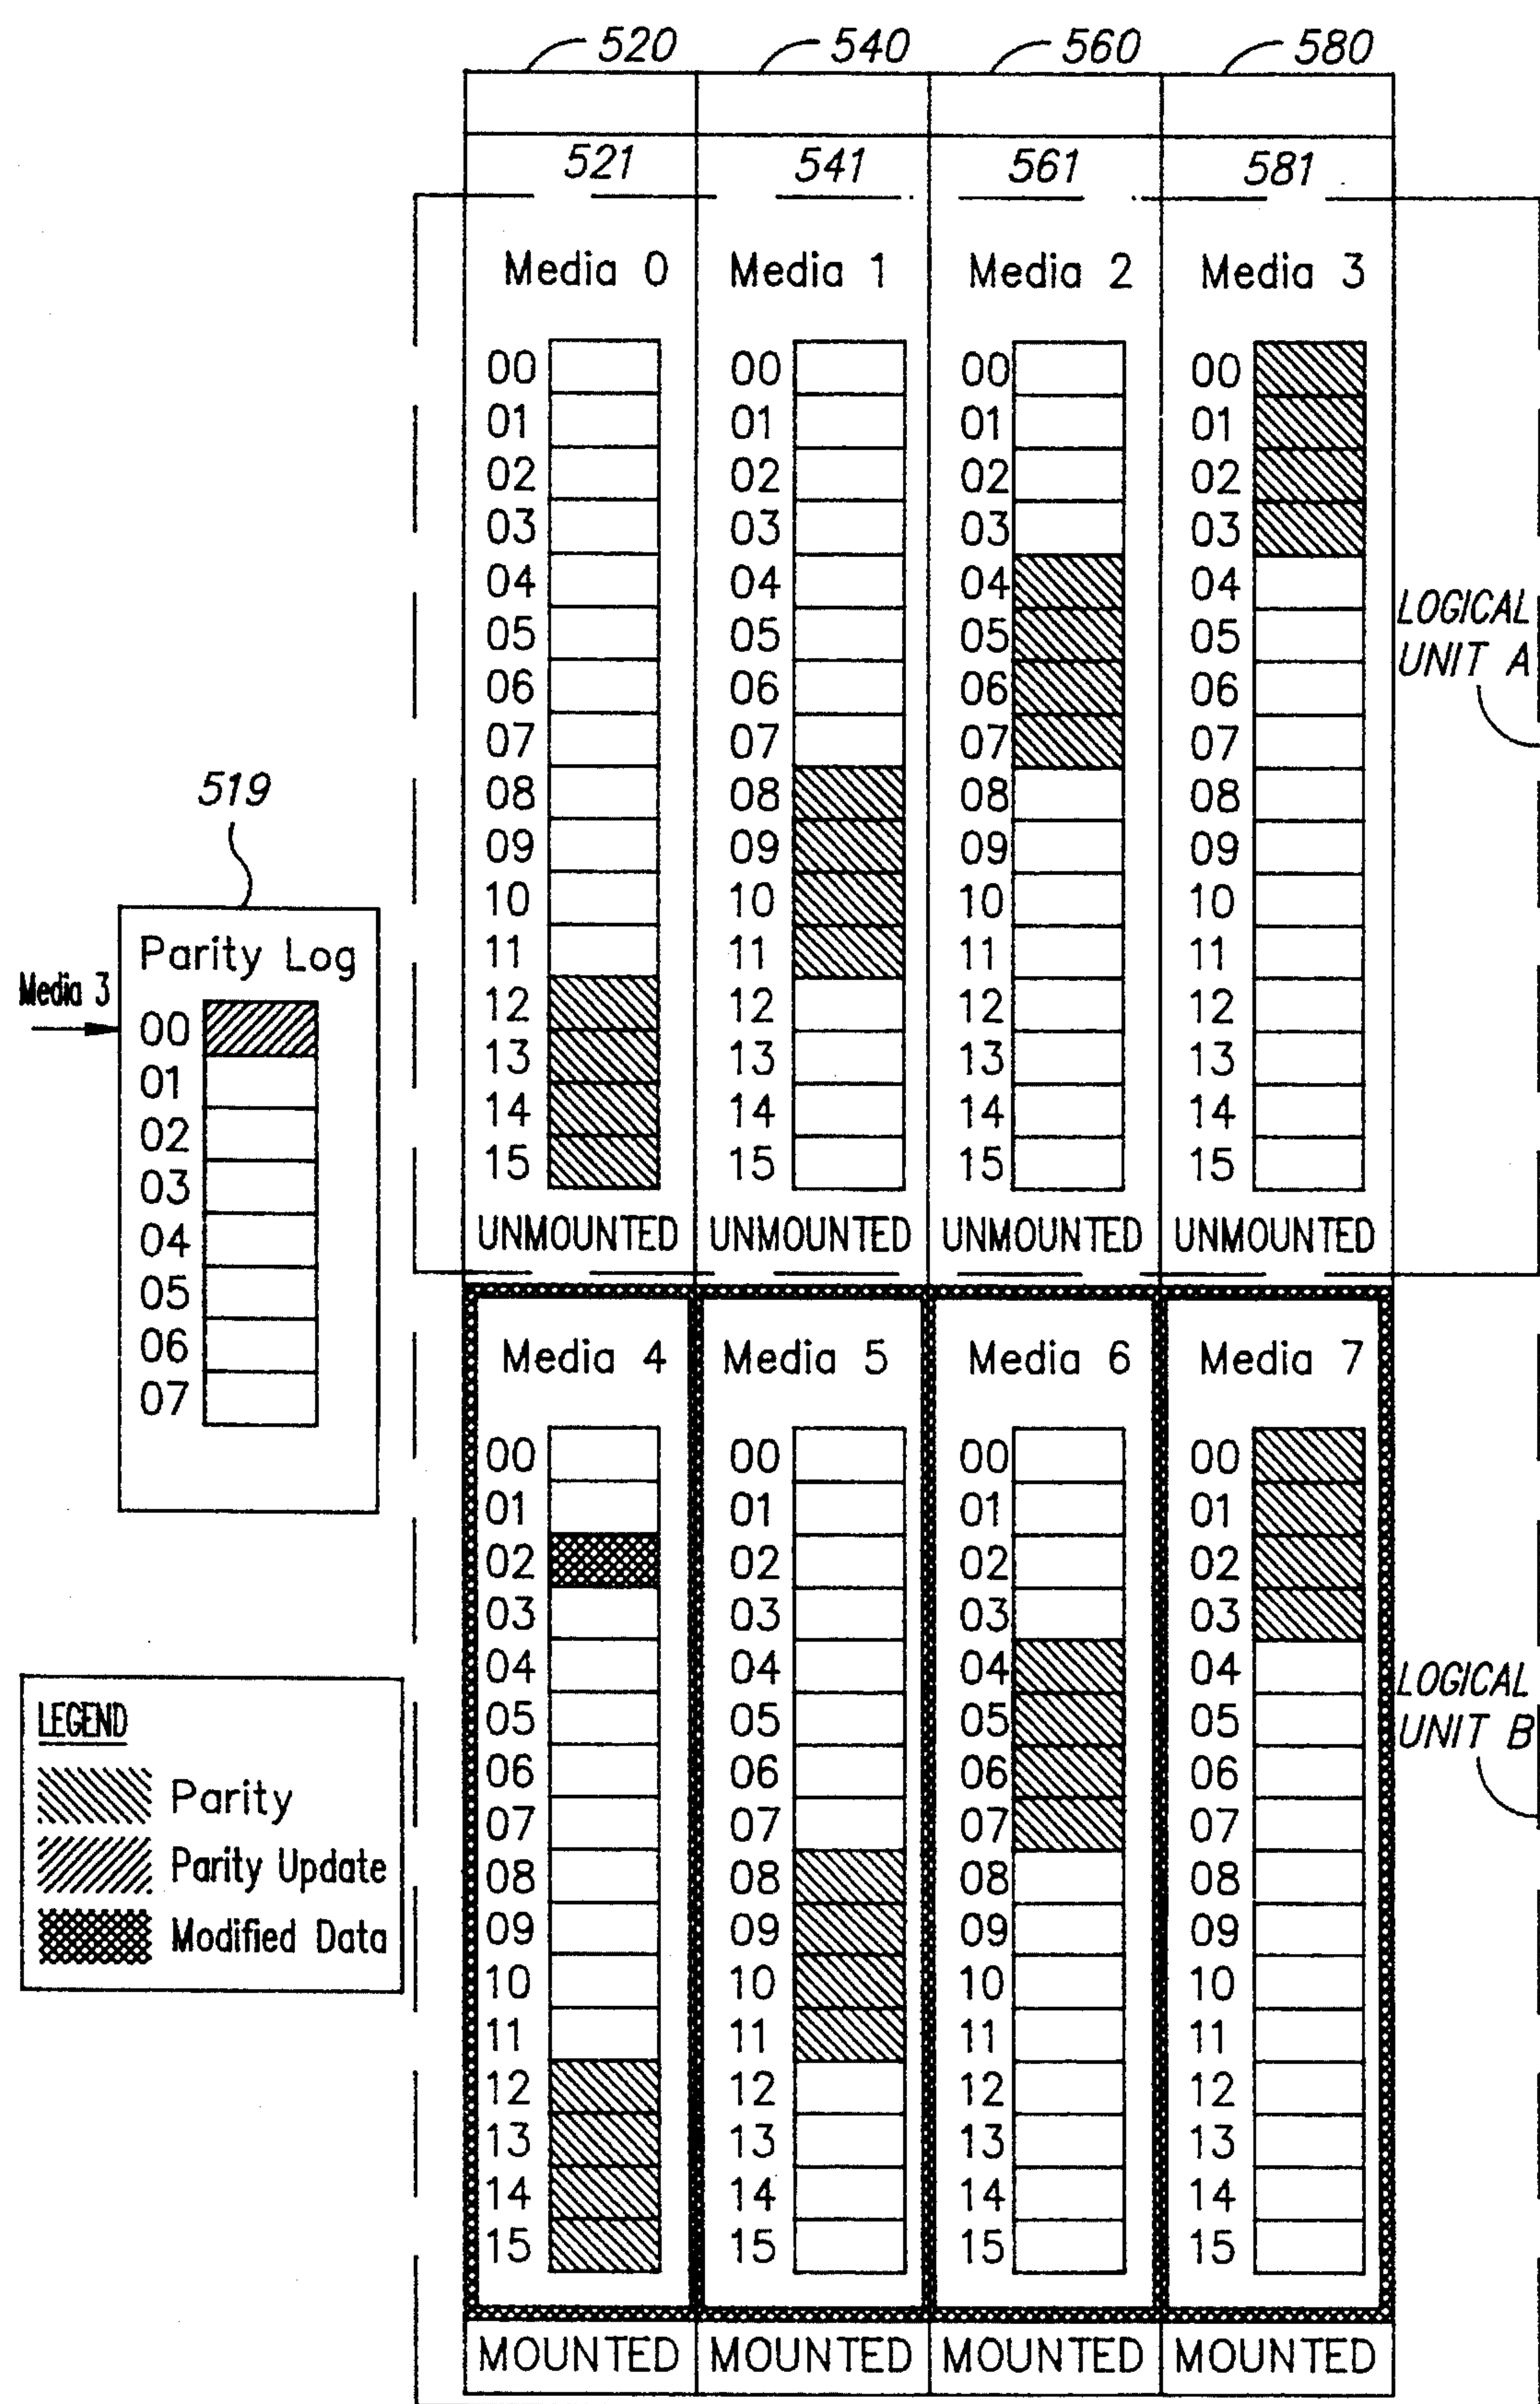 520 540 560 580
521 541 561 581
Media 0 Media 1 Media 2 Media 3
00 00 00 00
01 01 01 01
02 02 02 02
03 03 03 03
04 04 04 04
05 05 05 05
06 06 06 06
07 07 07 07
08 08 08 08
09 09 09 09
10 10 10 10
11 11 11 11
12 12 12 12
13 13 13 13
14 14 14 14
15 15 15 15
UNMOUNTED UNMOUNTED UNMOUNTED UNMOUNTED
LOGICAL
UNIT A
519
Parity Log
Media 3
00
01
02
03
04
05
06
07
Media 4 Media 5 Media 6 Media 7
00 00 00 00
01 01 01 01
02 02 02 02
03 03 03 03
04 04 04 04
05 05 05 05
06 06 06 06
07 07 07 07
08 08 08 08
09 09 09 09
10 10 10 10
11 11 11 11
12 12 12 12
13 13 13 13
14 14 14 14
15 15 15 15
MOUNTED MOUNTED MOUNTED MOUNTED
LOGICAL
UNIT B
LEGEND
Parity
Parity Update
Modified Data